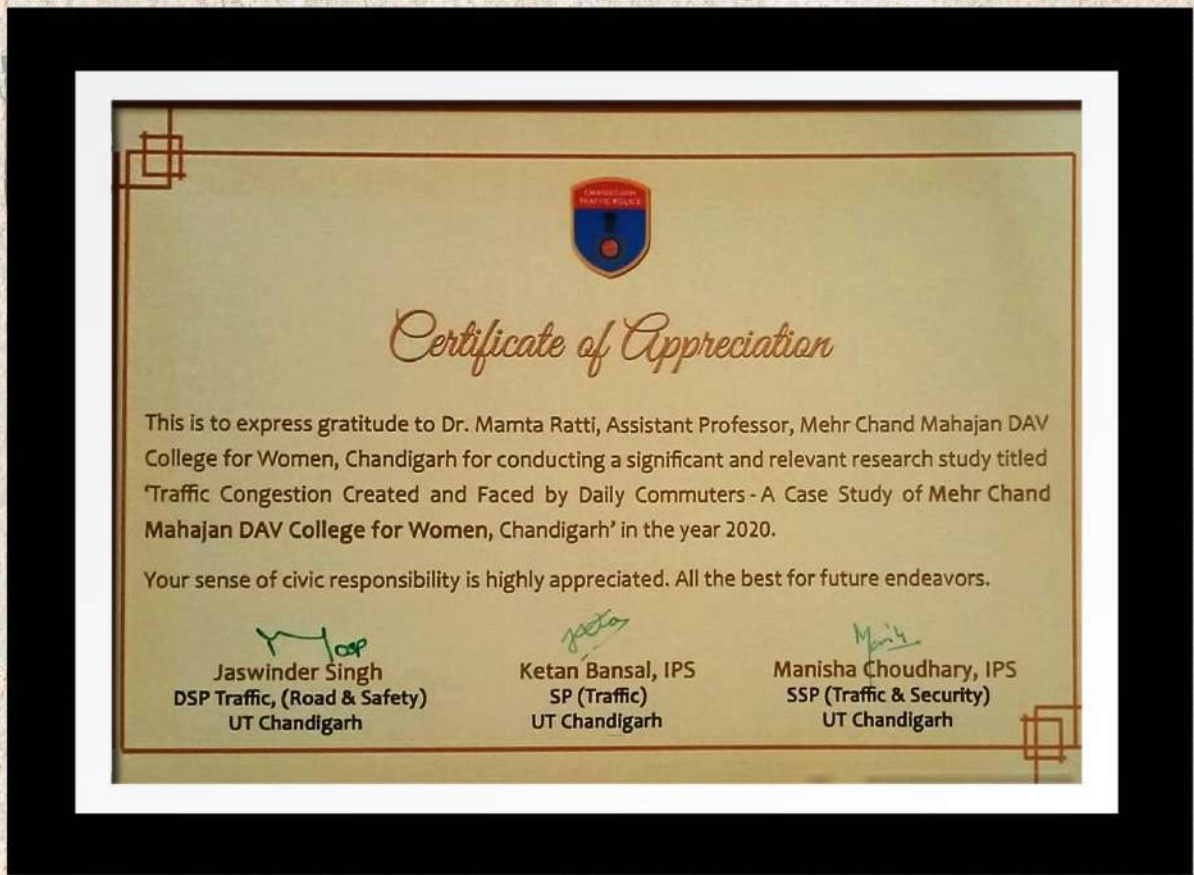 CHANDIGARH
TRAFFIC POLICE
Certificate of Appreciation
This is to express gratitude to Dr. Mamta Ratti, Assistant Professor, Mehr Chand Mahajan DAV
College for Women, Chandigarh for conducting a significant and relevant research study titled
'Traffic Congestion Created and Faced by Daily Commuters - A Case Study of Mehr Chand
Mahajan DAV College for Women, Chandigarh' in the year 2020.
Your sense of civic responsibility is highly appreciated. All the best for future endeavors.
DSP
Jaswinder Singh
DSP Traffic, (Road & Safety)
UT Chandigarh
Ketan Bansal, IPS
SP (Traffic)
UT Chandigarh
Manisha Choudhary, IPS
SSP (Traffic & Security)
UT Chandigarh